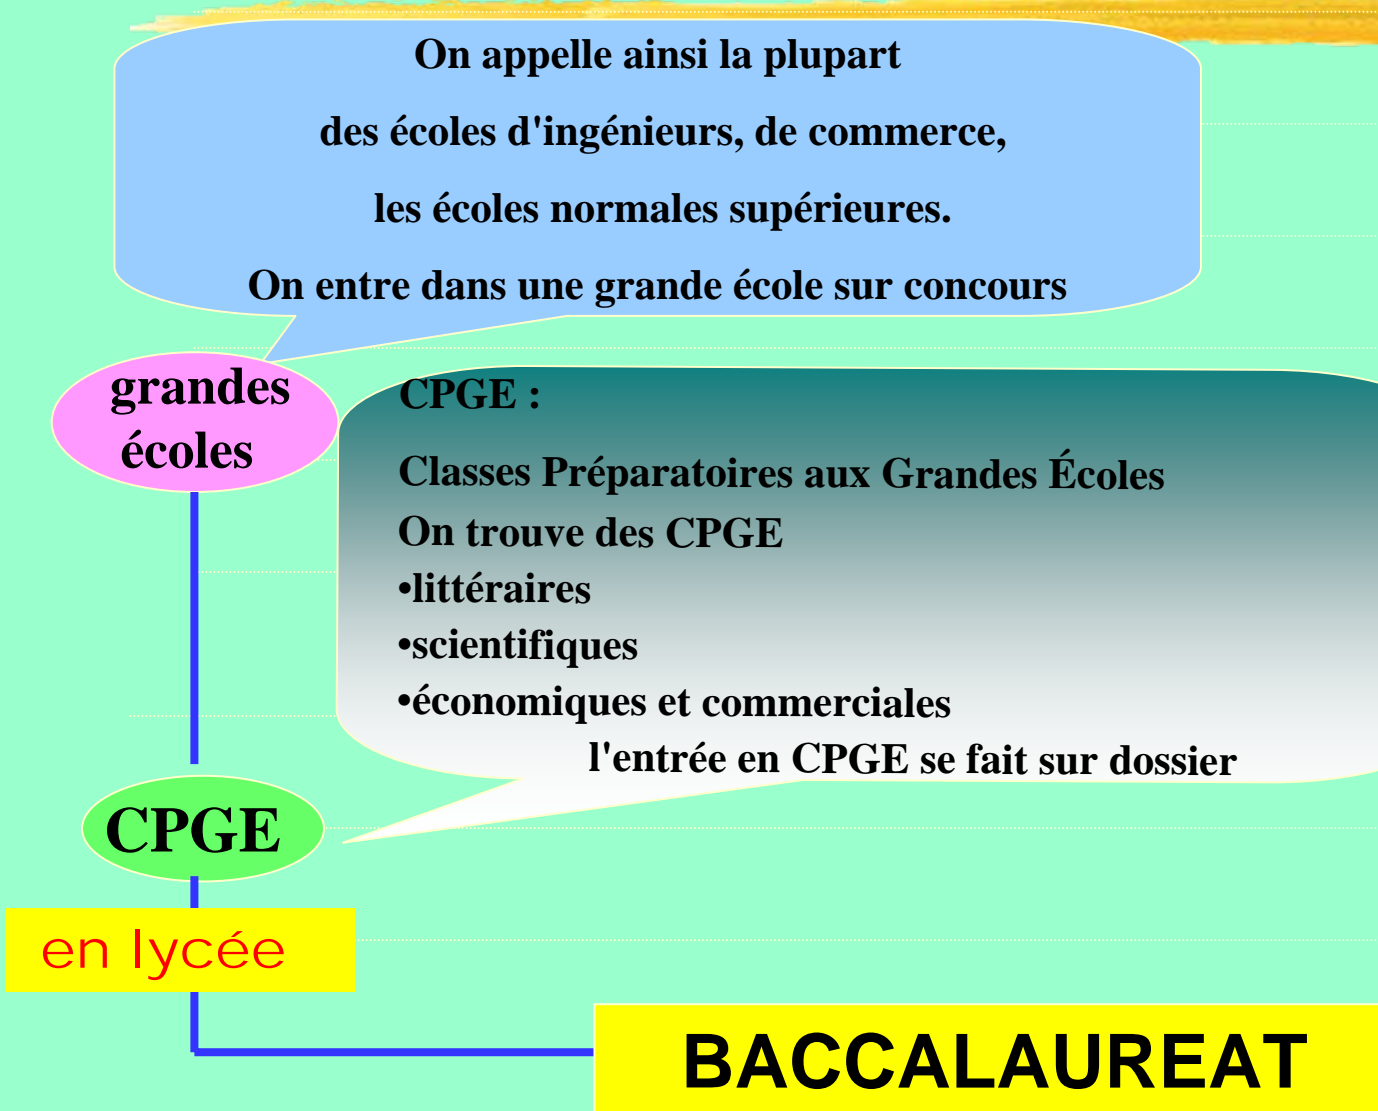 On appelle ainsi la plupart
des écoles d'ingénieurs, de commerce,
les écoles normales supérieures.
On entre dans une grande école sur concours
grandes
écoles
CPGE :
Classes Préparatoires aux Grandes Écoles
On trouve des CPGE
•littéraires
•scientifiques
•économiques et commerciales
l'entrée en CPGE se fait sur dossier
CPGE
en lycée
BACCALAUREAT